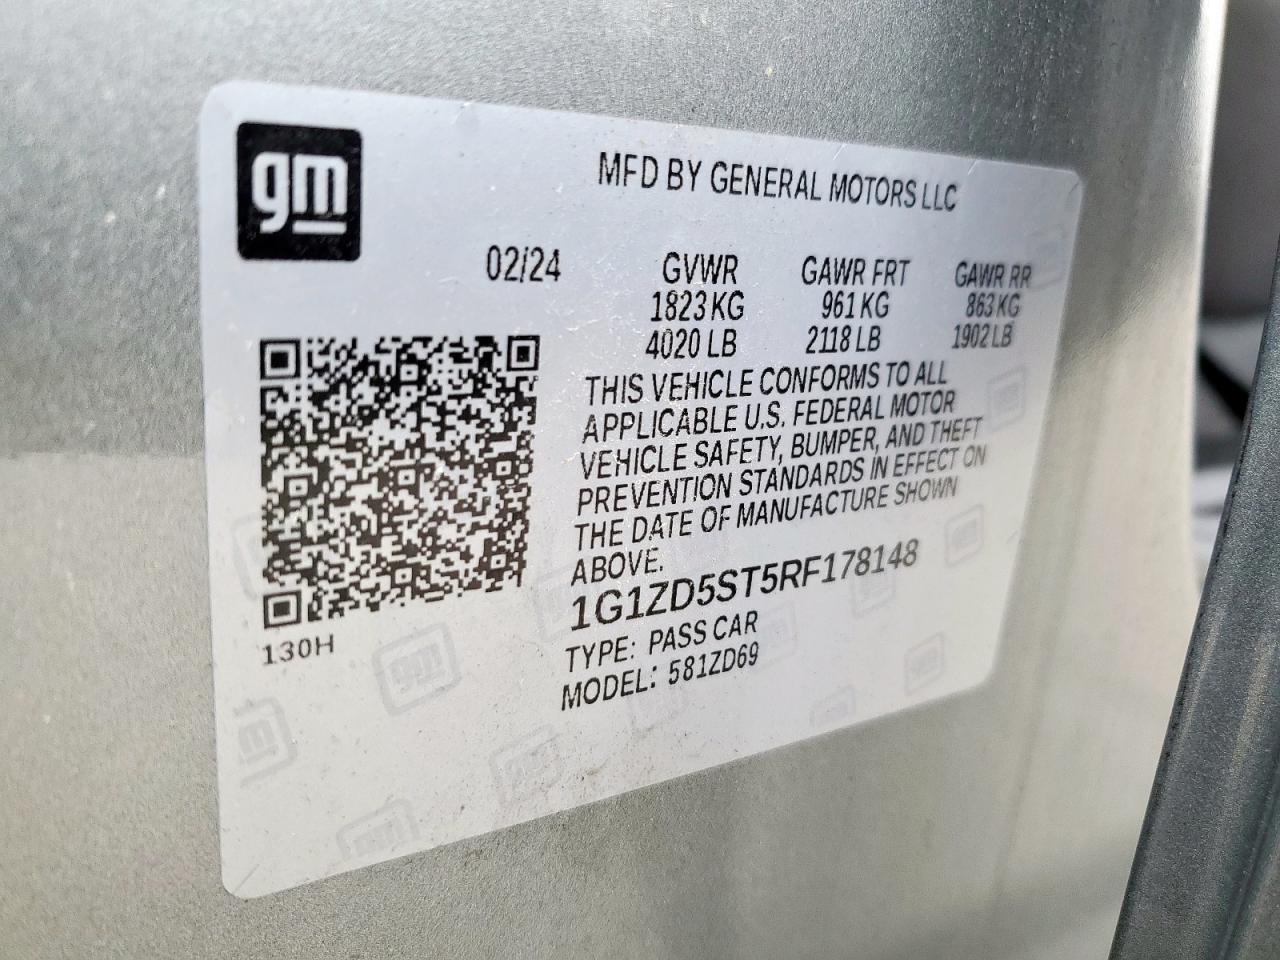 gm
MFD BY GENERAL MOTORS LLC
02/24 GVWR GAWR FRT GAWR RR
1823 KG 961 KG 863 KG
4020 LB 2118 LB 1902 LB
THIS VEHICLE CONFORMS TO ALL
APPLICABLE U.S. FEDERAL MOTOR
VEHICLE SAFETY, BUMPER, AND THEFT
PREVENTION STANDARDS IN EFFECT ON
THE DATE OF MANUFACTURE SHOWN
ABOVE.
1G1ZD5ST5RF178148
TYPE: PASS CAR
MODEL: 581ZD69
130H